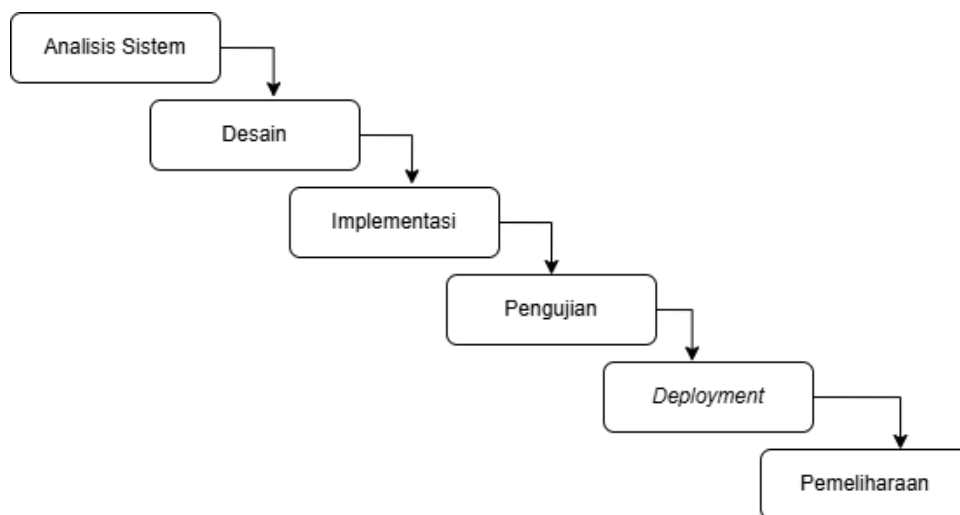 Analisis Sistem
Desain
Implementasi
Pengujian
Deployment
Pemeliharaan